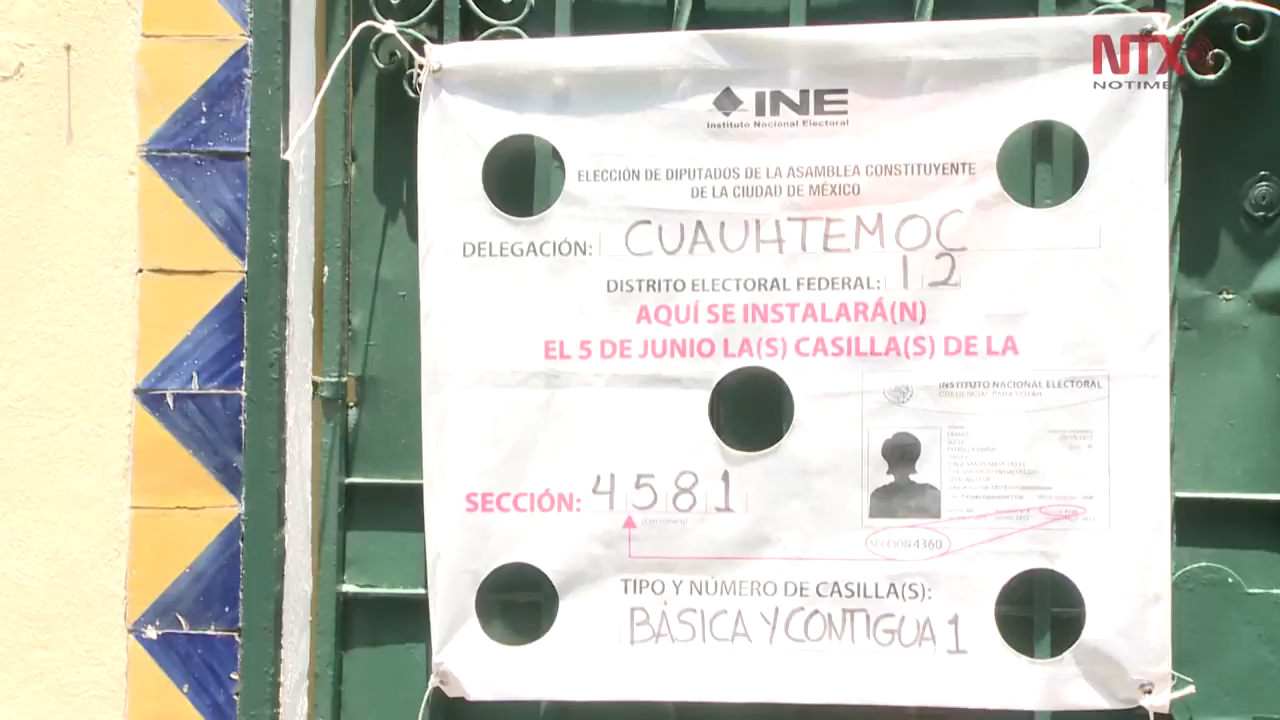 NTX
NOTIME
INE
Instituto Nacional Electoral
ELECCIÓN DE DIPUTADOS DE LA ASAMBLEA CONSTITUYENTE
DE LA CIUDAD DE MÉXICO
DELEGACIÓN: CUAUHTEMOC
DISTRITO ELECTORAL FEDERAL: 12
AQUÍ SE INSTALARÁ(N)
EL 5 DE JUNIO LA(S) CASILLA(S) DE LA
INSTITUTO NACIONAL ELECTORAL
CREDENCIAL PARA VOTAR
SECCIÓN: 4581
SECCIÓN 4360
TIPO Y NÚMERO DE CASILLA(S):
BÁSICA Y CONTIGUA 1